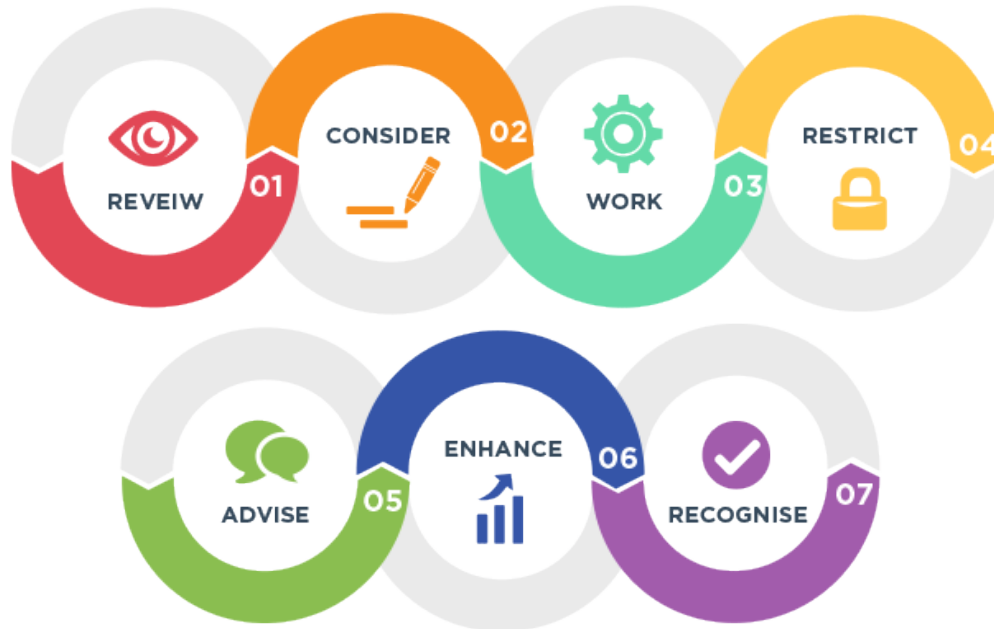 REVEIW
01
CONSIDER
02
WORK
03
RESTRICT
04
ADVISE
05
ENHANCE
06
RECOGNISE
07